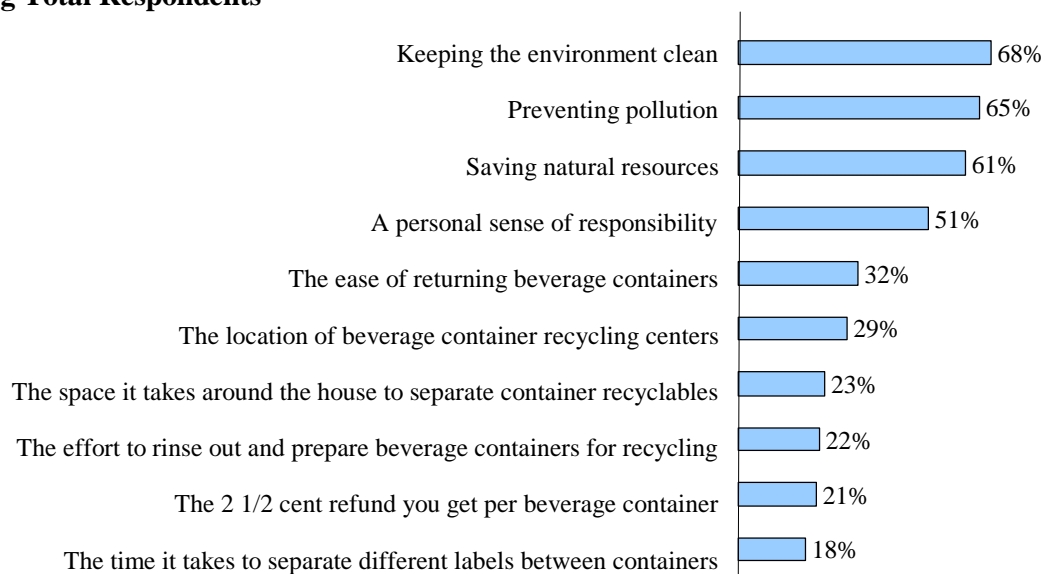 g Total Respondents
Keeping the environment clean 68%
Preventing pollution 65%
Saving natural resources 61%
A personal sense of responsibility 51%
The ease of returning beverage containers 32%
The location of beverage container recycling centers 29%
The space it takes around the house to separate container recyclables 23%
The effort to rinse out and prepare beverage containers for recycling 22%
The 2 1/2 cent refund you get per beverage container 21%
The time it takes to separate different labels between containers 18%